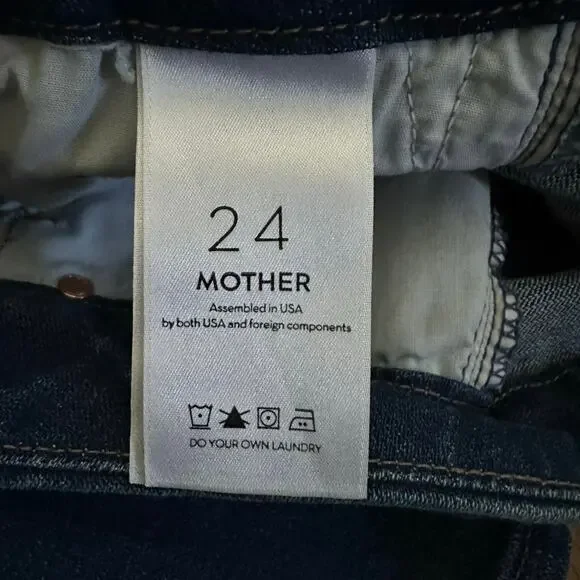 24
MOTHER
Assembled in USA
by both USA and foreign components
DO YOUR OWN LAUNDRY